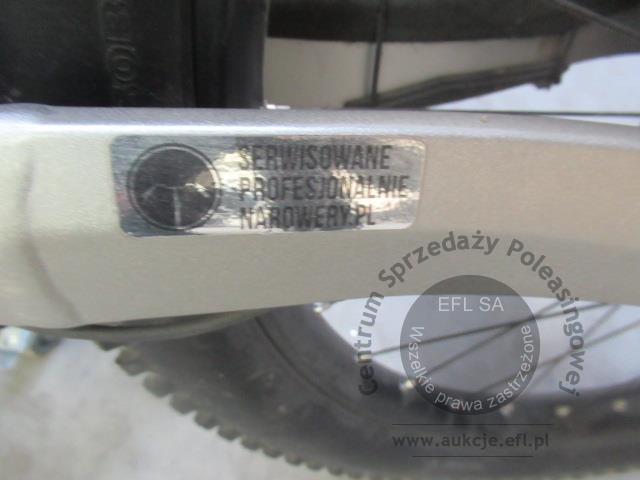 SERWISOWANE
PROFESJONALNIE
NAROWERY.PL
Centrum Sprzedaży Poleasingowej
EFL SA
Wszelkie prawa zastrzeżone
www.aukcje.efl.pl